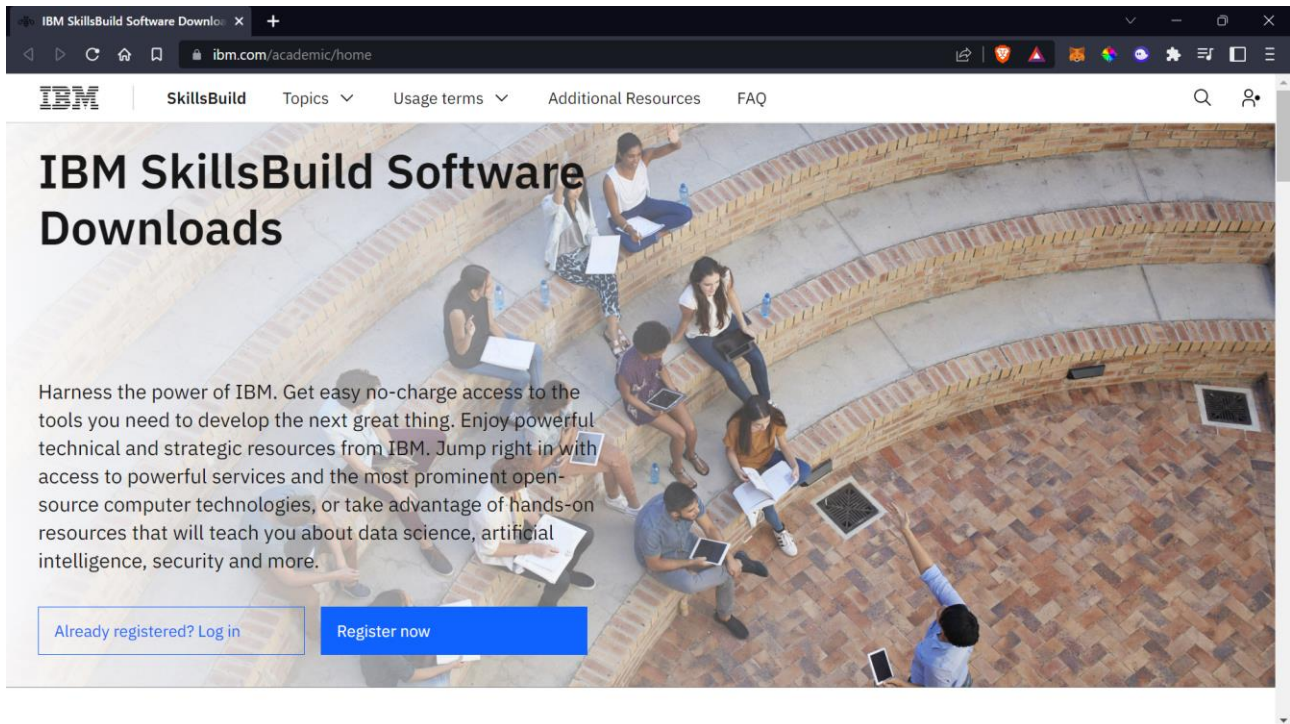 IBM SkillsBuild Software Downloa
ibm.com/academic/home
IBM
SkillsBuild
Topics
Usage terms
Additional Resources
FAQ
IBM SkillsBuild Software
Downloads
Harness the power of IBM. Get easy no-charge access to the
tools you need to develop the next great thing. Enjoy powerful
technical and strategic resources from IBM. Jump right in with
access to powerful services and the most prominent open-
source computer technologies, or take advantage of hands-on
resources that will teach you about data science, artificial
intelligence, security and more.
Already registered? Log in
Register now